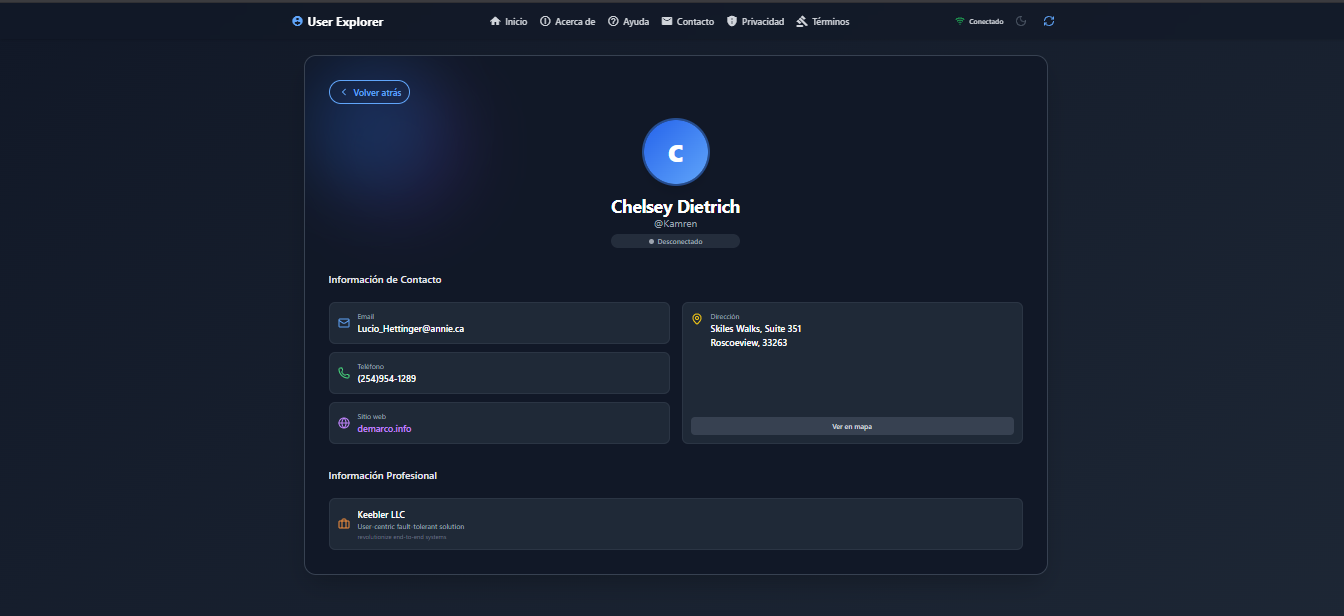 User Explorer
Inicio
Acerca de
Ayuda
Contacto
Privacidad
Términos
Conectado
Volver atrás
C
Chelsey Dietrich
@Kamren
Desconectado
Información de Contacto
Email
Lucio_Hettinger@annie.ca
Teléfono
(254)954-1289
Sitio web
demarco.info
Dirección
Skiles Walks, Suite 351
Roscoeview, 33263
Ver en mapa
Información Profesional
Keebler LLC
User-centric fault-tolerant solution
revolutionize end-to-end systems